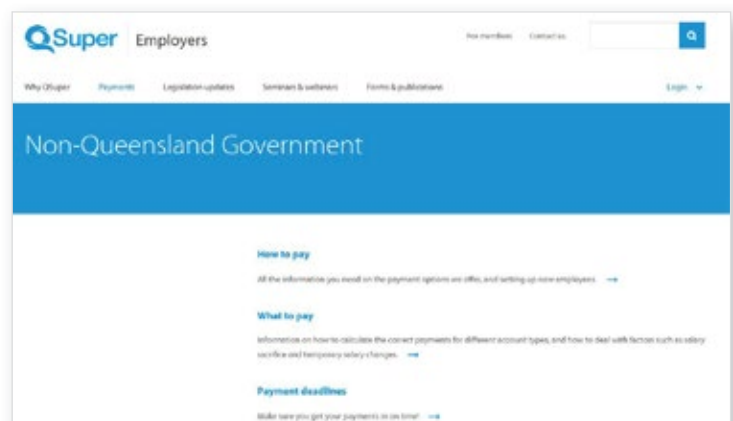 QSuper Employers
For members Contact us
Why QSuper Payments Legislation updates Seminars & webinars Forms & publications Login
Non-Queensland Government
How to pay
All the information you need on the payment options we offer, and setting up new employees. →
What to pay
Information on how to calculate the correct payments for different account types, and how to deal with factors such as salary
sacrifice and temporary salary changes. →
Payment deadlines
Make sure you get your payments in on time! →